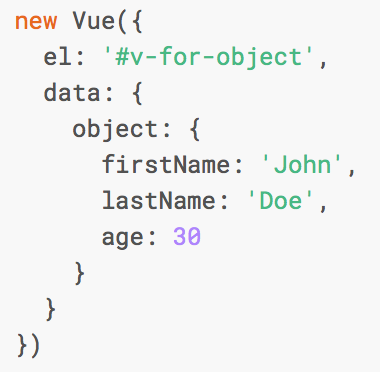 new Vue({
  el: '#v-for-object',
  data: {
    object: {
      firstName: 'John',
      lastName: 'Doe',
      age: 30
    }
  }
})